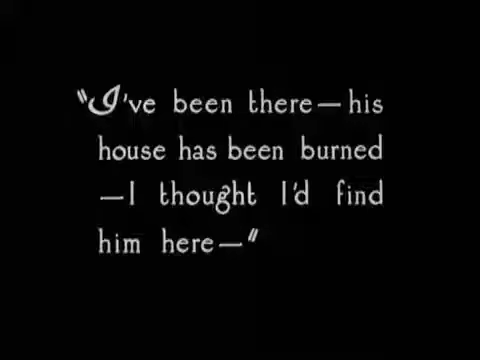 "I've been there—his
house has been burned
—I thought I'd find
him here—"